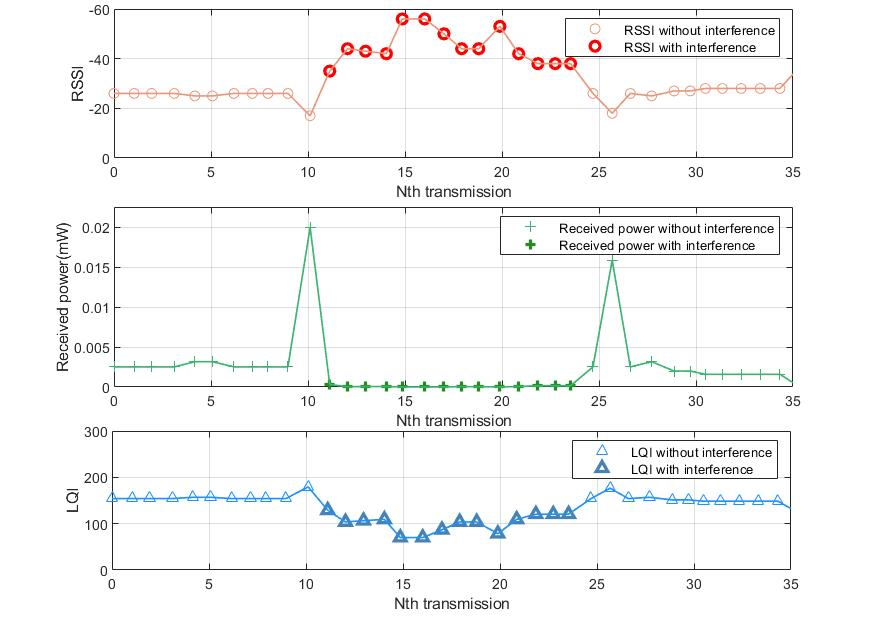 -60
-40
-20
0
RSSI
RSSI without interference
RSSI with interference
0 5 10 15 20 25 30 35
Nth transmission
0.02
0.015
0.01
0.005
0
Received power(mW)
Received power without interference
Received power with interference
0 5 10 15 20 25 30 35
Nth transmission
300
200
100
0
LQI
LQI without interference
LQI with interference
0 5 10 15 20 25 30 35
Nth transmission